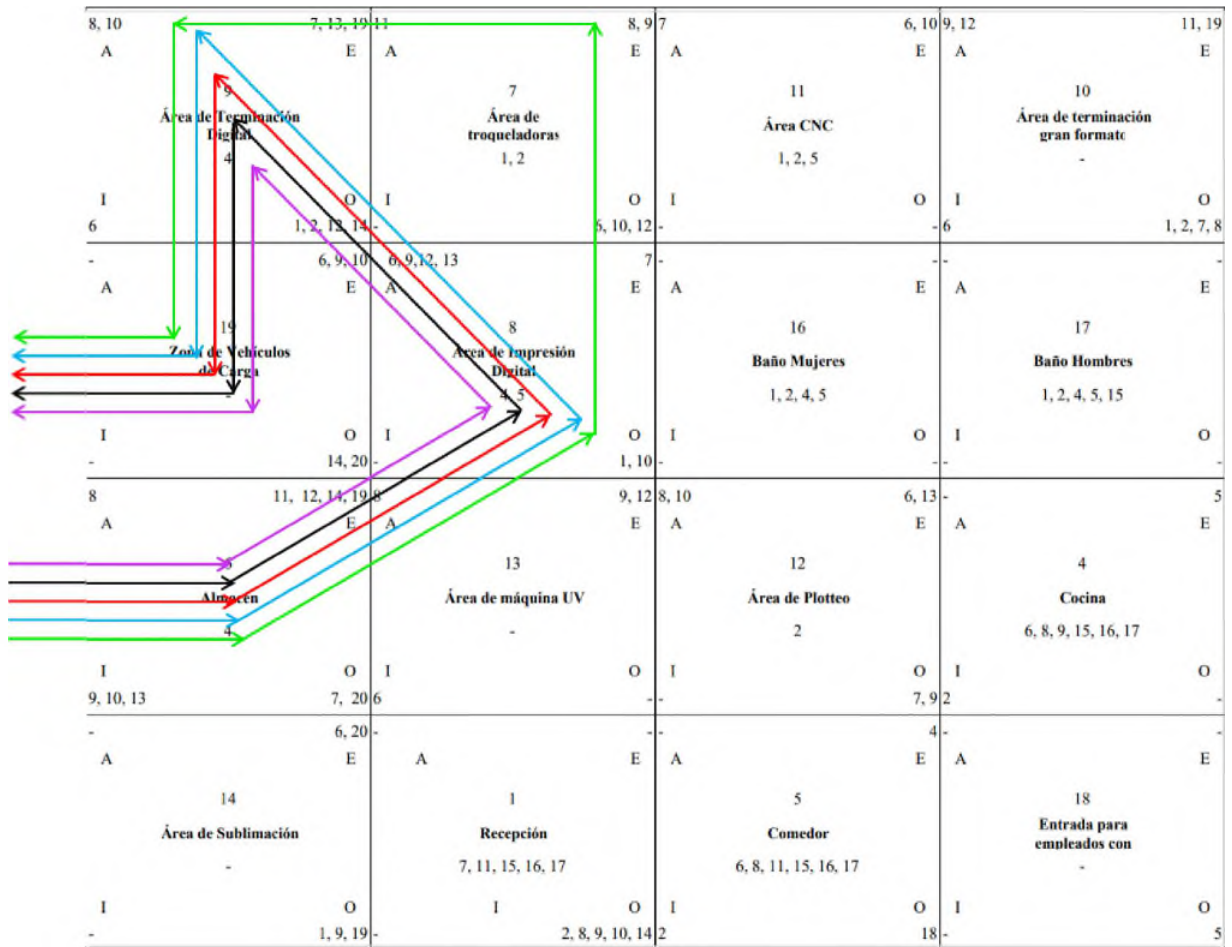 8, 10 7, 13, 19 11 8, 9 7 6, 10 9, 12 11, 19
A E A E A E A E
9 7 11 10
Área de Terminación Digital Área de troqueladoras Área CNC Área de terminación gran formato
4 1, 2 1, 2, 5 -
I O I O I O I O
6 1, 2, 12, 14 - 5, 10, 12 - - 6 1, 2, 7, 8
- 6, 9, 10 6, 9, 12, 13 7 - - - -
A E A E A E A E
19 8 16 17
Zona de Vehículos de Carga Área de Impresión Digital Baño Mujeres Baño Hombres
- 4, 5 1, 2, 4, 5 1, 2, 4, 5, 15
I O I O I O I O
- 14, 20 - 1, 10 - - - -
8 11, 12, 14, 19 8 9, 12 8, 10 6, 13 - 5
A E A E A E A E
6 13 12 4
Almacén Área de máquina UV Área de Plotteo Cocina
4 - 2 6, 8, 9, 15, 16, 17
I O I O I O I O
9, 10, 13 7, 20 6 - - 7, 9 2 -
- 6, 20 - - - 4 - -
A E A E A E A E
14 1 5 18
Área de Sublimación Recepción Comedor Entrada para empleados con
- 7, 11, 15, 16, 17 6, 8, 11, 15, 16, 17 -
I O I O I O I O
- 1, 9, 19 - 2, 8, 9, 10, 14 2 18 - 5